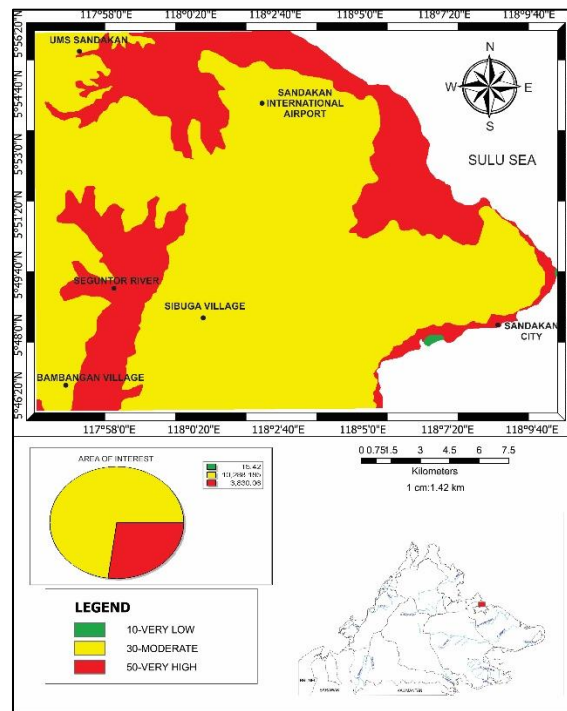 117°58'0"E 118°0'20"E 118°2'40"E 118°5'0"E 118°7'20"E 118°9'40"E
5°56'20"N
5°54'40"N
5°53'0"N
5°51'20"N
5°49'40"N
5°48'0"N
5°46'20"N
UMS SANDAKAN
SANDAKAN
INTERNATIONAL
AIRPORT
N
W E
S
SULU SEA
SEGUNTOR RIVER
SIBUGA VILLAGE
SANDAKAN
CITY
BAMBANGAN VILLAGE
117°58'0"E 118°0'20"E 118°2'40"E 118°5'0"E 118°7'20"E 118°9'40"E
AREA OF INTEREST
15.42
10,288.185
3,830.06
0 0.751.5 3 4.5 6 7.5
Kilometers
1 cm:1.42 km
LEGEND
10-VERY LOW
30-MODERATE
50-VERY HIGH